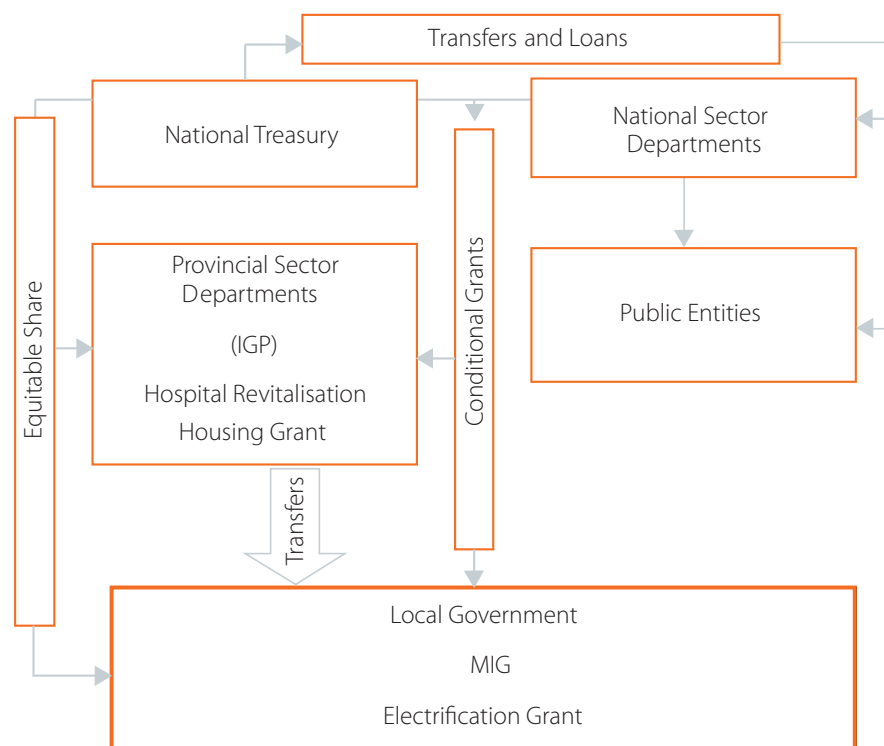 Transfers and Loans
National Treasury
National Sector
Departments
Equitable Share
Provincial Sector
Departments
(IGP)
Hospital Revitalisation
Housing Grant
Conditional Grants
Public Entities
Transfers
Local Government
MIG
Electrification Grant